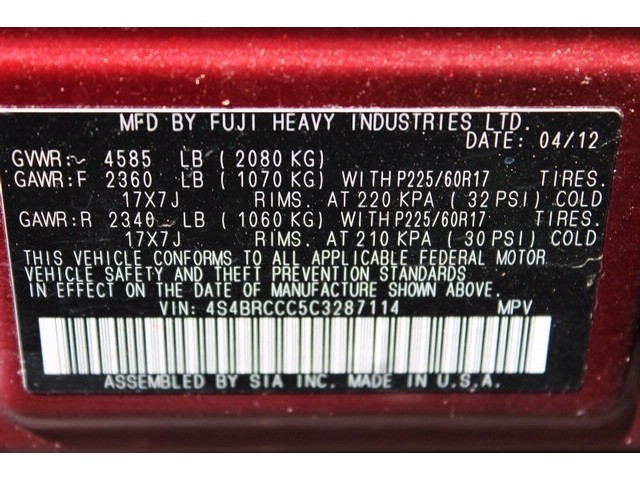 MFD BY FUJI HEAVY INDUSTRIES LTD.
DATE: 04/12
GVWR: 4585 LB (2080 KG)
GAWR:F 2360 LB (1070 KG) WITH P225/60R17 TIRES.
17X7J RIMS. AT 220 KPA (32 PSI) COLD
GAWR:R 2340 LB (1060 KG) WITH P225/60R17 TIRES.
17X7J RIMS. AT 210 KPA (30 PSI) COLD
THIS VEHICLE CONFORMS TO ALL APPLICABLE FEDERAL MOTOR
VEHICLE SAFETY AND THEFT PREVENTION STANDARDS
IN EFFECT ON THE DATE OF MANUFACTURE SHOWN ABOVE.
VIN: 4S4BRCCC5C3287114 MPV
ASSEMBLED BY SIA INC. MADE IN U.S.A.